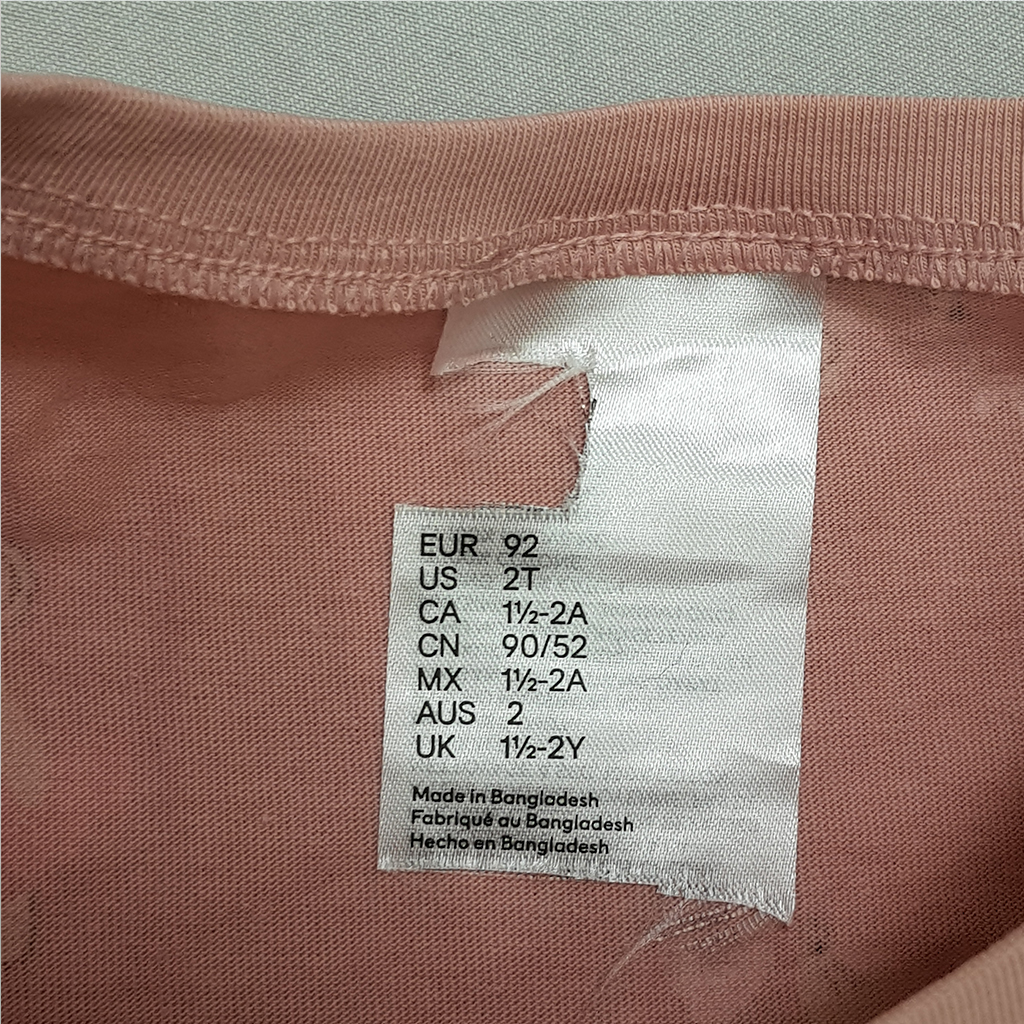 EUR 92
US 2T
CA 1½-2A
CN 90/52
MX 1½-2A
AUS 2
UK 1½-2Y
Made in Bangladesh
Fabriqué au Bangladesh
Hecho en Bangladesh